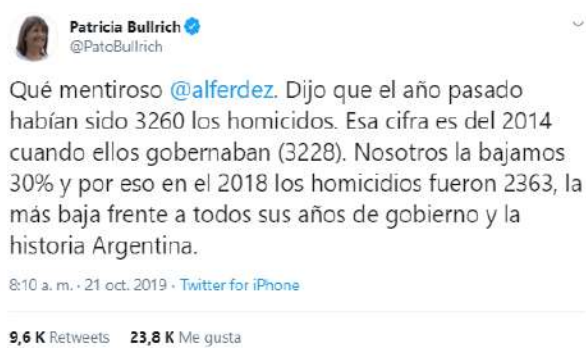 Patricia Bullrich
@PatoBullrich
Qué mentiroso @alferdez. Dijo que el año pasado
habían sido 3260 los homicidos. Esa cifra es del 2014
cuando ellos gobernaban (3228). Nosotros la bajamos
30% y por eso en el 2018 los homicidios fueron 2363, la
más baja frente a todos sus años de gobierno y la
historia Argentina.
8:10 a. m. · 21 oct. 2019 · Twitter for iPhone
9,6 K Retweets 23,8 K Me gusta